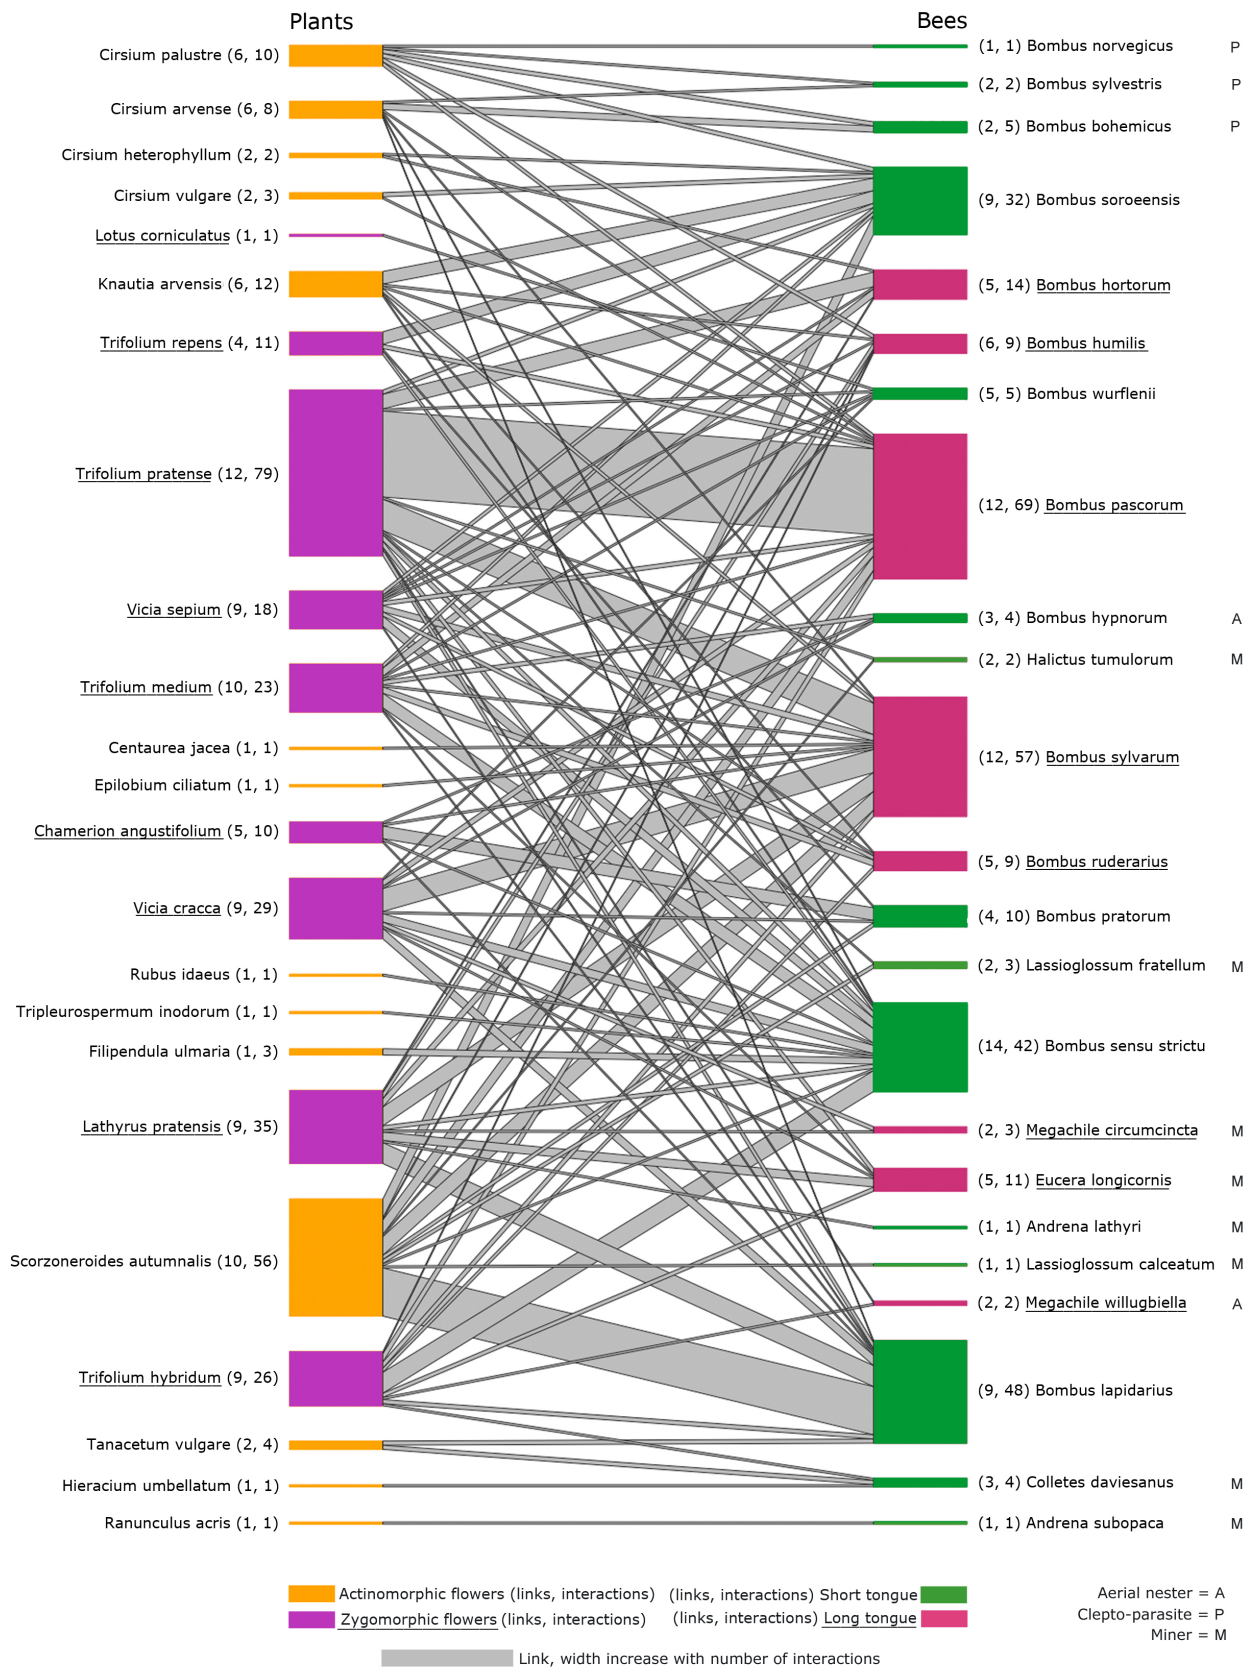 Plants
Bees
Cirsium palustre (6, 10)
(1, 1) Bombus norvegicus P
(2, 2) Bombus sylvestris P
Cirsium arvense (6, 8)
(2, 5) Bombus bohemicus P
Cirsium heterophyllum (2, 2)
Cirsium vulgare (2, 3)
(9, 32) Bombus soroeensis
Lotus corniculatus (1, 1)
Knautia arvensis (6, 12)
(5, 14) Bombus hortorum
Trifolium repens (4, 11)
(6, 9) Bombus humilis
(5, 5) Bombus wurflenii
Trifolium pratense (12, 79)
(12, 69) Bombus pascorum
Vicia sepium (9, 18)
(3, 4) Bombus hypnorum A
(2, 2) Halictus tumulorum M
Trifolium medium (10, 23)
Centaurea jacea (1, 1)
(12, 57) Bombus sylvarum
Epilobium ciliatum (1, 1)
Chamerion angustifolium (5, 10)
(5, 9) Bombus ruderarius
Vicia cracca (9, 29)
(4, 10) Bombus pratorum
(2, 3) Lassioglossum fratellum M
Rubus idaeus (1, 1)
Tripleurospermum inodorum (1, 1)
(14, 42) Bombus sensu strictu
Filipendula ulmaria (1, 3)
Lathyrus pratensis (9, 35)
(2, 3) Megachile circumcincta M
(5, 11) Eucera longicornis M
(1, 1) Andrena lathyri M
Scorzoneroides autumnalis (10, 56)
(1, 1) Lassioglossum calceatum M
(2, 2) Megachile willugbiella A
Trifolium hybridum (9, 26)
(9, 48) Bombus lapidarius
Tanacetum vulgare (2, 4)
Hieracium umbellatum (1, 1)
(3, 4) Colletes daviesanus M
Ranunculus acris (1, 1)
(1, 1) Andrena subopaca M
Actinomorphic flowers (links, interactions)
(links, interactions) Short tongue
Aerial nester = A
Zygomorphic flowers (links, interactions)
(links, interactions) Long tongue
Clepto-parasite = P
Miner = M
Link, width increase with number of interactions